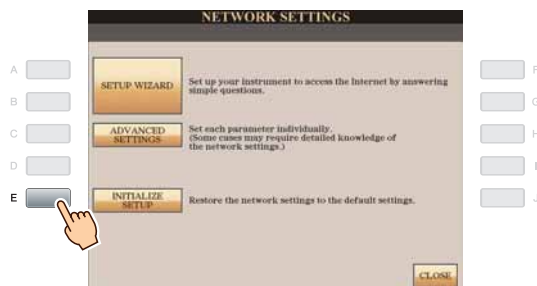 NETWORK SETTINGS
A
F
SETUP WIZARD
Set up your instrument to access the Internet by answering
simple questions.
B
G
C
ADVANCED
SETTINGS
Set each parameter individually.
(Some cases may require detailed knowledge of
the network settings.)
H
D
I
E
INITIALIZE
SETUP
Restore the network settings to the default settings.
J
CLOSE